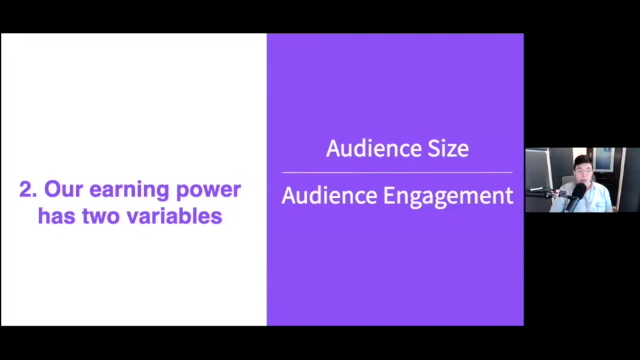 2. Our earning power
has two variables
Audience Size
Audience Engagement